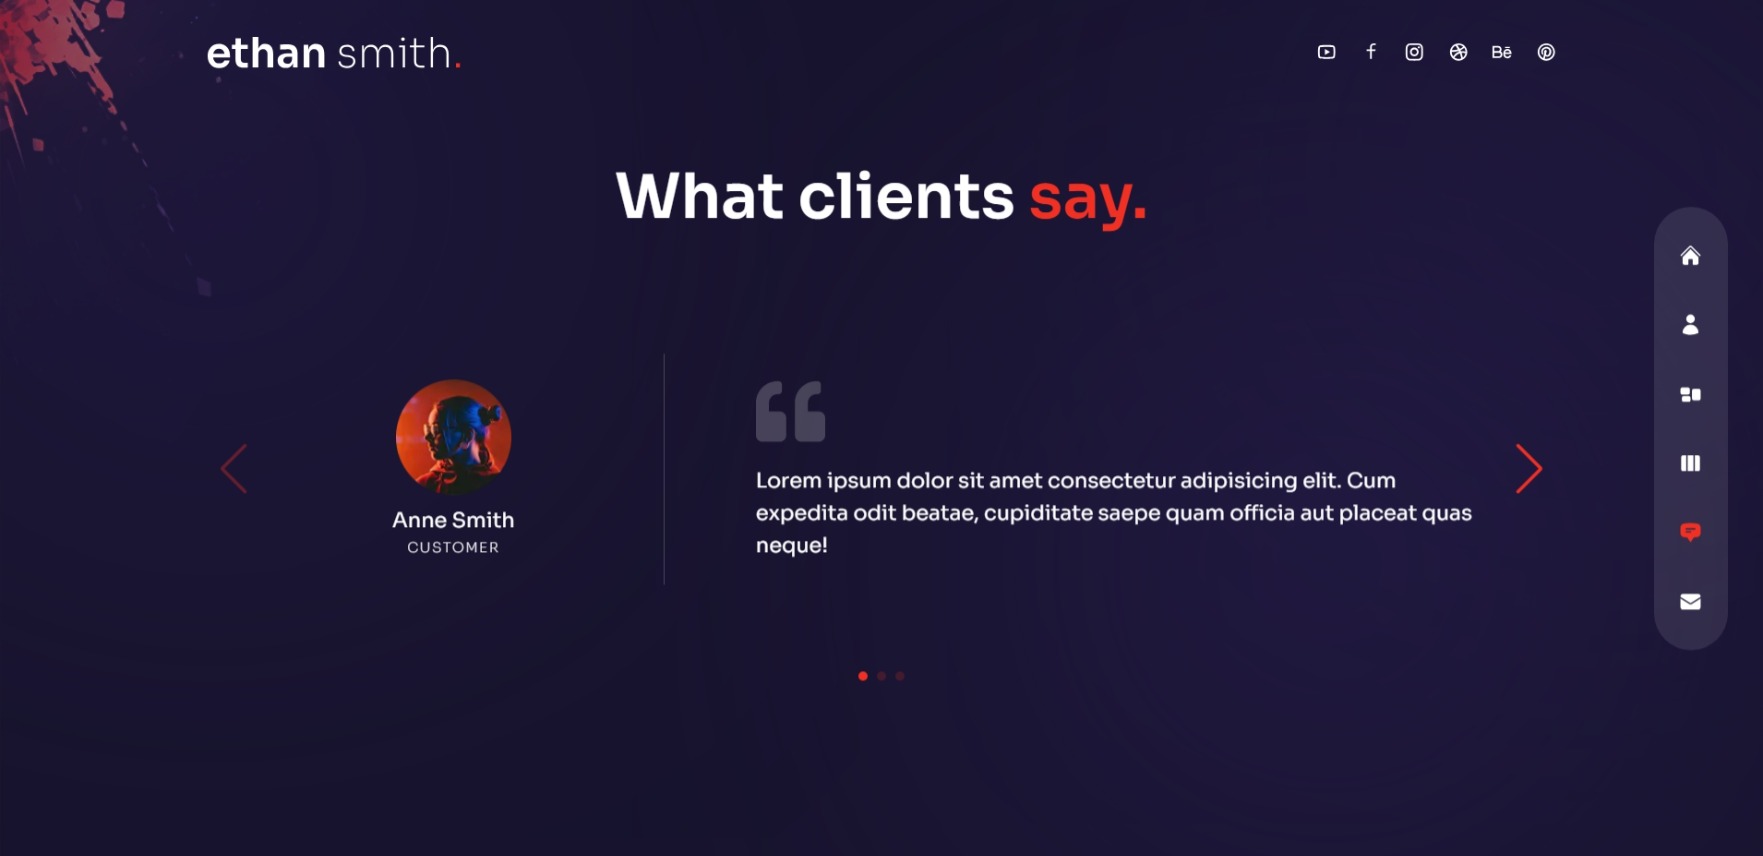 ethan smith.
Bē
What clients say.
Lorem ipsum dolor sit amet consectetur adipisicing elit. Cum
expedita odit beatae, cupiditate saepe quam officia aut placeat quas
neque!
Anne Smith
CUSTOMER